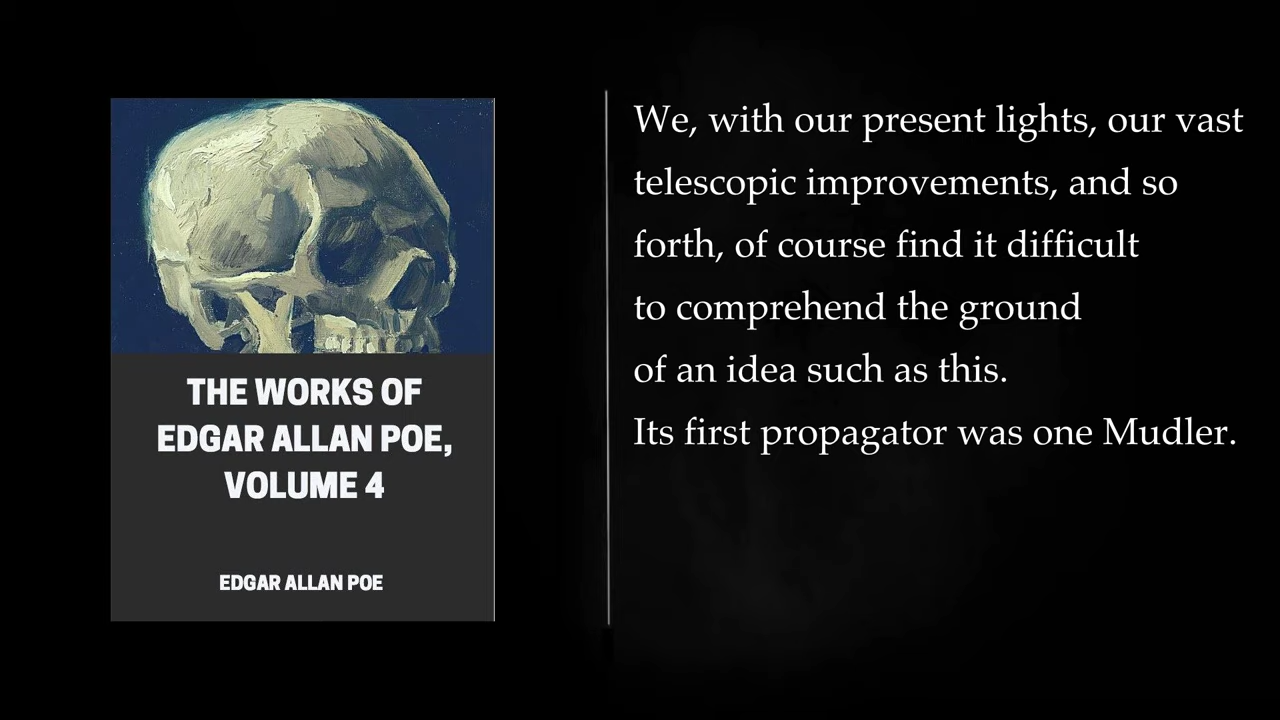 THE WORKS OF
EDGAR ALLAN POE,
VOLUME 4
EDGAR ALLAN POE
We, with our present lights, our vast
telescopic improvements, and so
forth, of course find it difficult
to comprehend the ground
of an idea such as this.
Its first propagator was one Mudler.